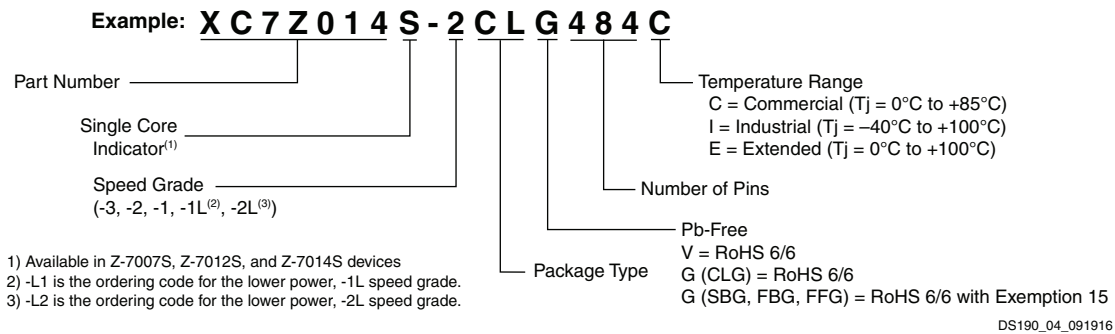 Example: XC7Z014S-2CLG484C
Part Number
Temperature Range
C = Commercial (Tj = 0°C to +85°C)
I = Industrial (Tj = –40°C to +100°C)
E = Extended (Tj = 0°C to +100°C)
Single Core
Indicator(1)
Speed Grade
(-3, -2, -1, -1L(2), -2L(3))
Number of Pins
Pb-Free
V = RoHS 6/6
G (CLG) = RoHS 6/6
G (SBG, FBG, FFG) = RoHS 6/6 with Exemption 15
Package Type
1) Available in Z-7007S, Z-7012S, and Z-7014S devices
2) -L1 is the ordering code for the lower power, -1L speed grade.
3) -L2 is the ordering code for the lower power, -2L speed grade.
DS190_04_091916